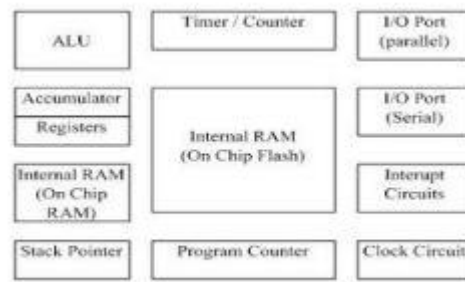 ALU
Timer / Counter
I/O Port
(parallel)
Accumulator
Registers
Internal RAM
(On Chip Flash)
I/O Port
(Serial)
Internal RAM
(On Chip
RAM)
Interupt
Circuits
Stack Pointer
Program Counter
Clock Circuit